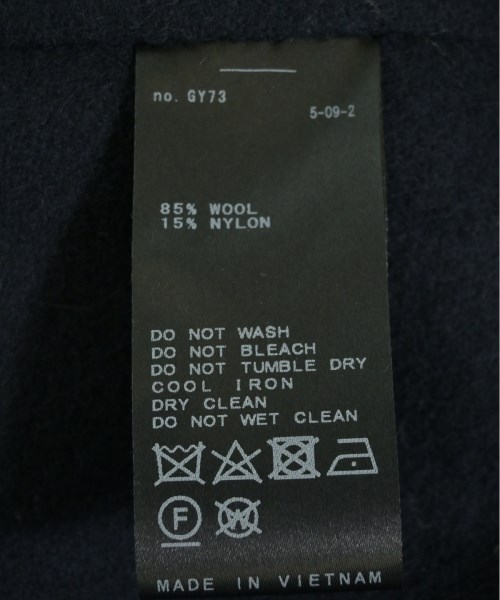 no. GY73
5-09-2
85% WOOL
15% NYLON
DO NOT WASH
DO NOT BLEACH
DO NOT TUMBLE DRY
COOL IRON
DRY CLEAN
DO NOT WET CLEAN
F W
MADE IN VIETNAM